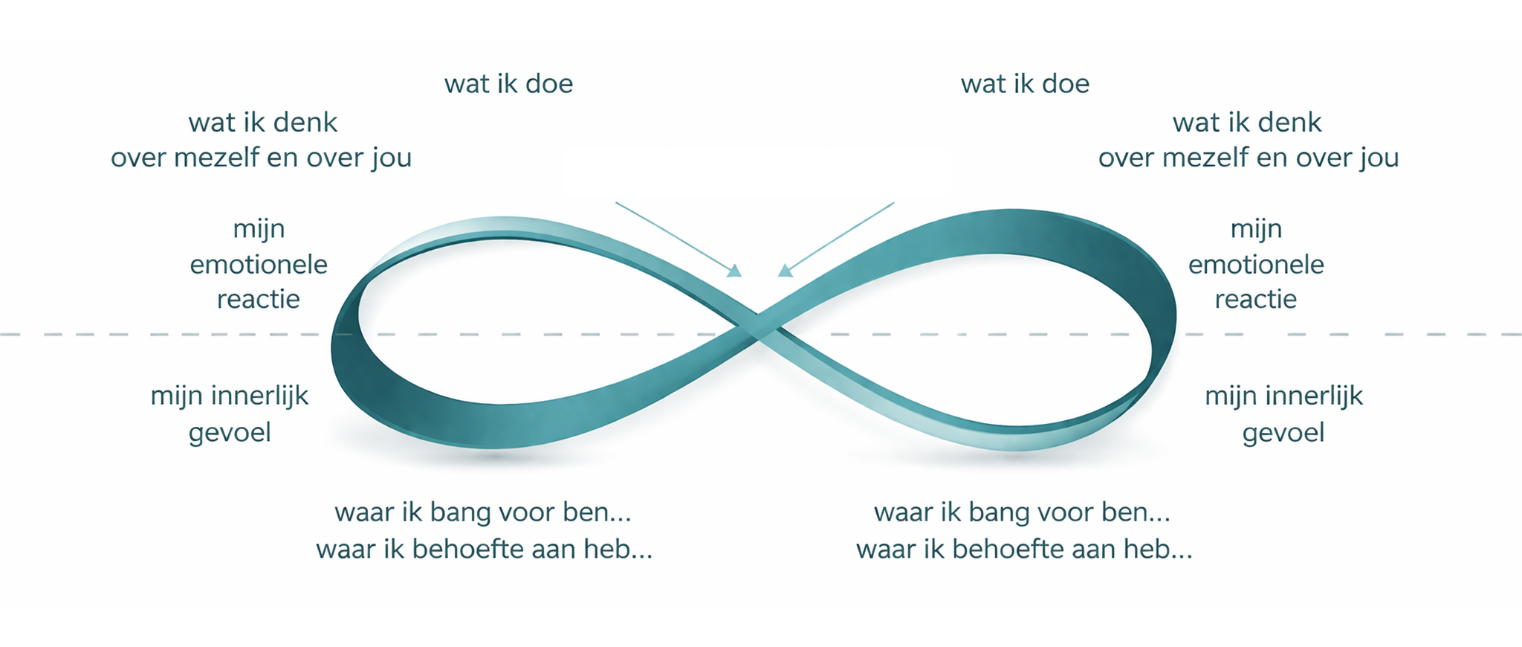 wat ik doe
wat ik doe
wat ik denk
over mezelf en over jou
wat ik denk
over mezelf en over jou
mijn
emotionele
reactie
mijn
emotionele
reactie
mijn innerlijk
gevoel
mijn innerlijk
gevoel
waar ik bang voor ben...
waar ik behoefte aan heb...
waar ik bang voor ben...
waar ik behoefte aan heb...